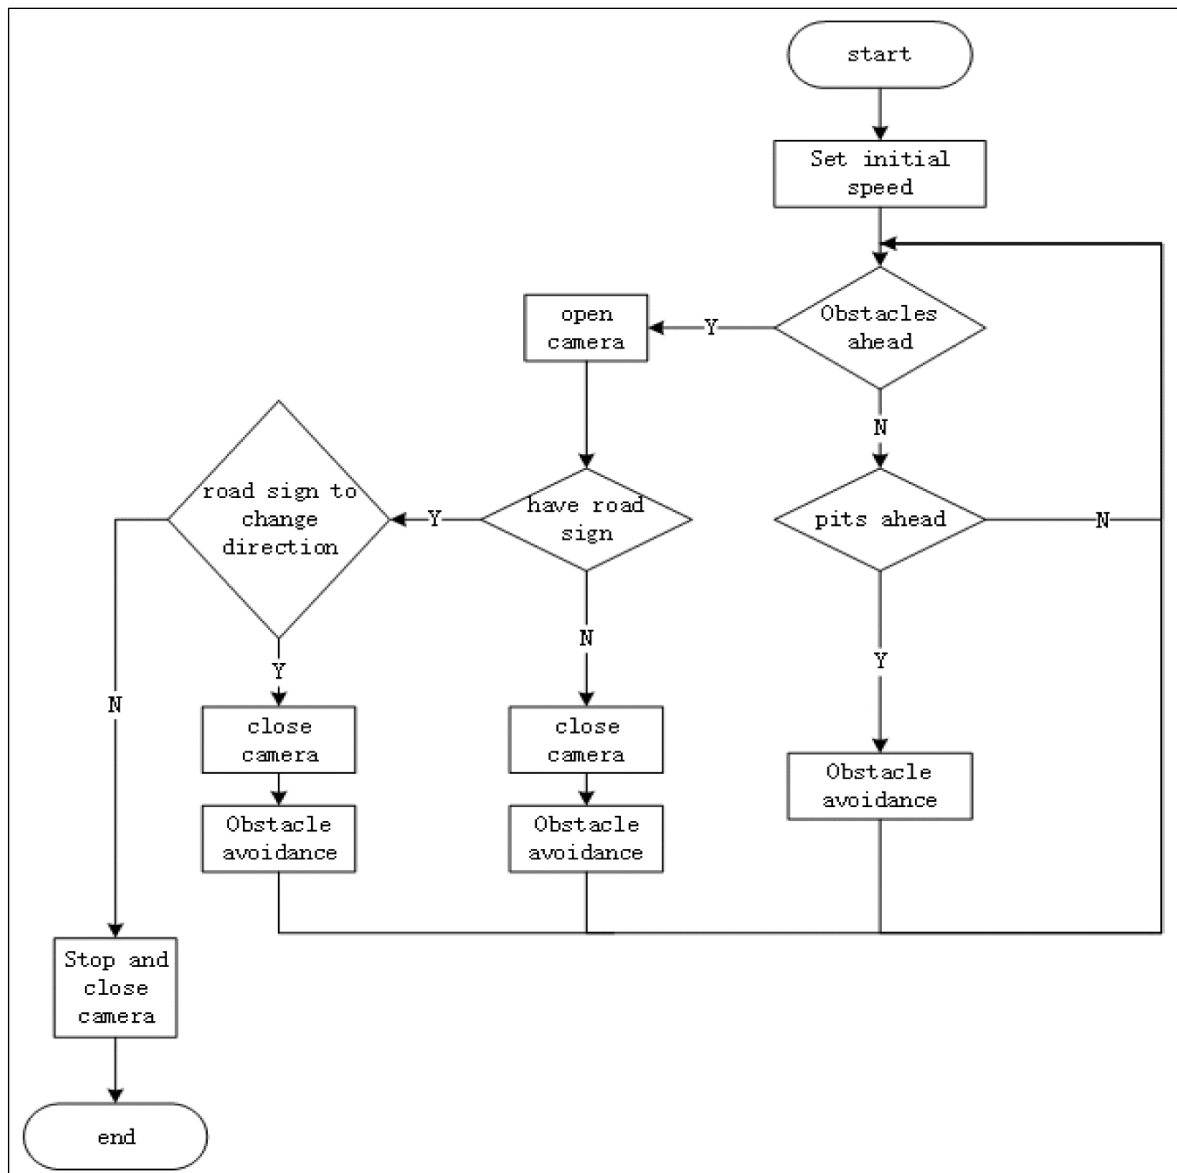 start
Set initial
speed
Obstacles
ahead
Y
open
camera
N
road sign to
change
direction
Y
have road
sign
pits ahead
N
N
Y
Y
N
close
camera
close
camera
Obstacle
avoidance
Obstacle
avoidance
Obstacle
avoidance
Stop and
close
camera
end